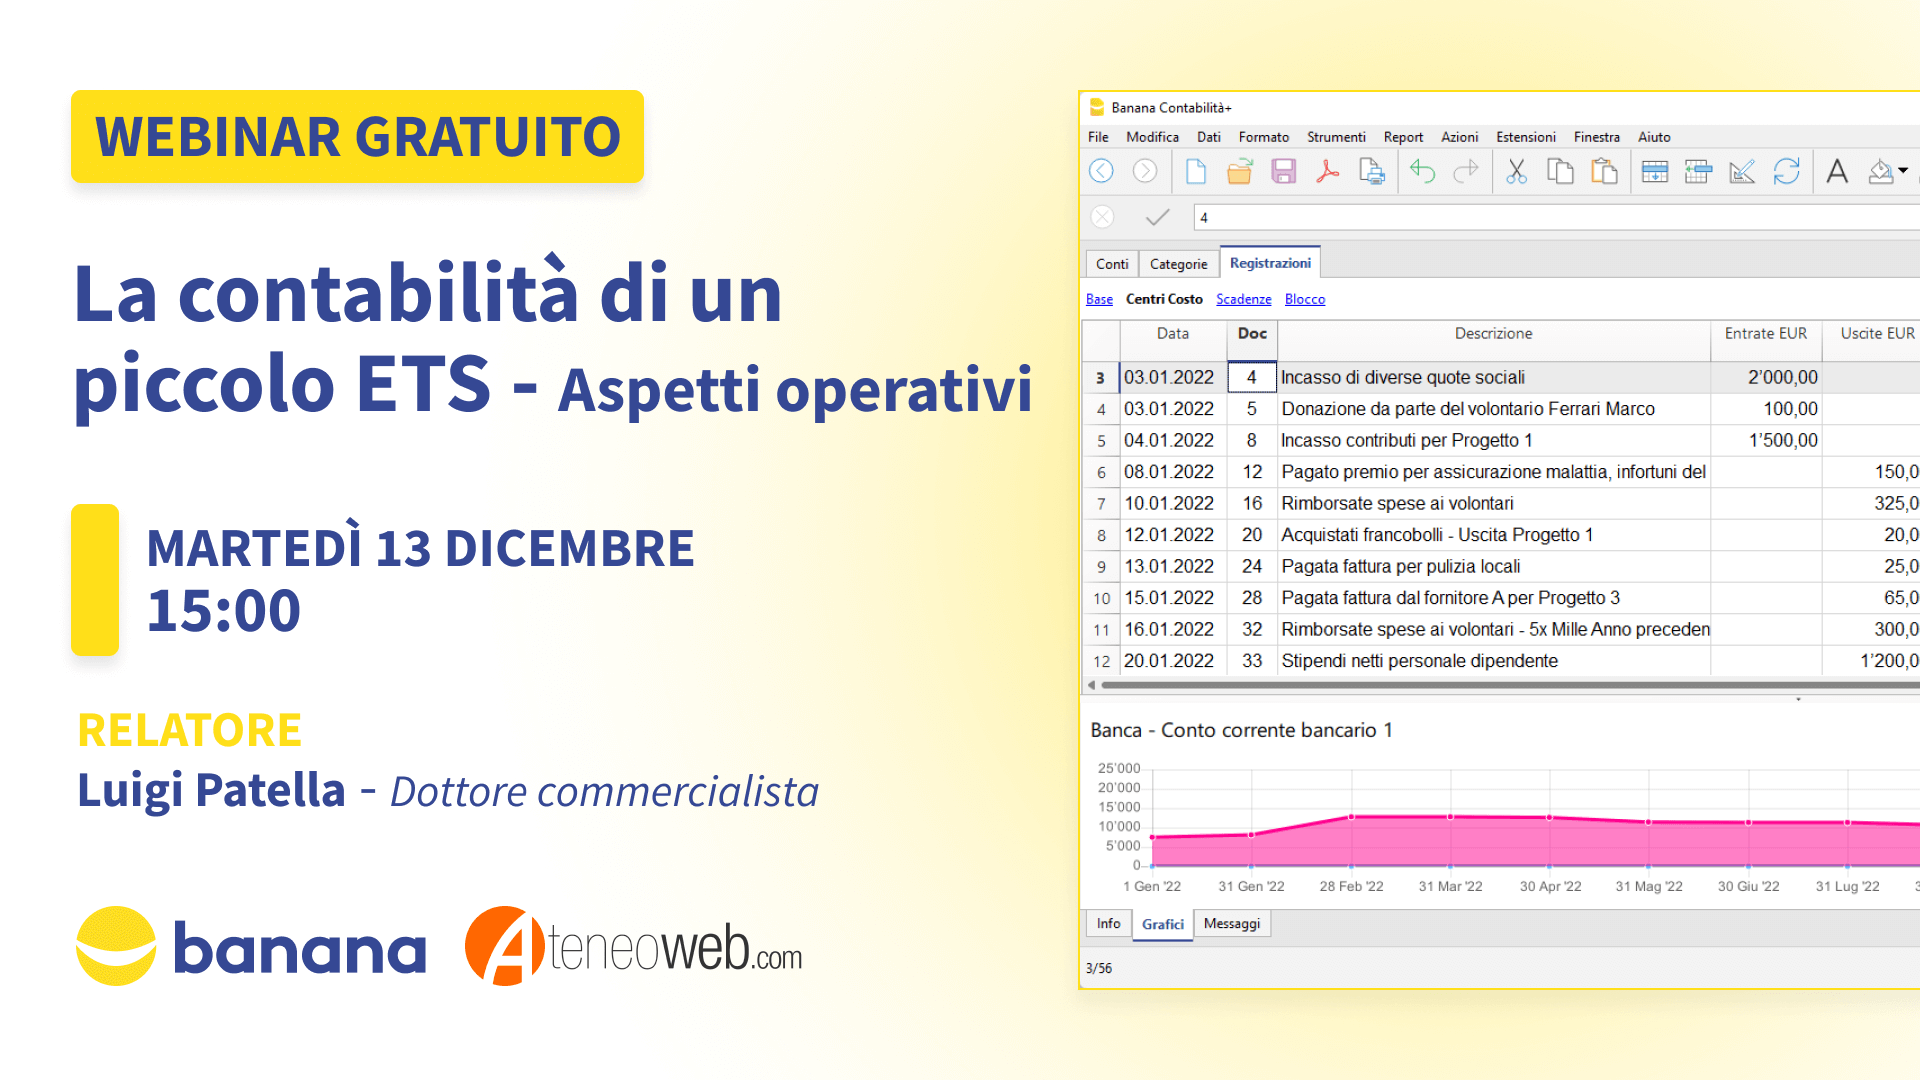 WEBINAR GRATUITO
La contabilità di un
piccolo ETS - Aspetti operativi
MARTEDÌ 13 DICEMBRE
15:00
RELATORE
Luigi Patella - Dottore commercialista
banana
Ateneoweb.com
Banana Contabilità+
File Modifica Dati Formato Strumenti Report Azioni Estensioni Finestra Aiuto
4
Conti Categorie Registrazioni
Base Centri Costo Scadenze Blocco
Data Doc Descrizione Entrate EUR Uscite EUR
3 03.01.2022 4 Incasso di diverse quote sociali 2'000,00
4 03.01.2022 5 Donazione da parte del volontario Ferrari Marco 100,00
5 04.01.2022 8 Incasso contributi per Progetto 1 1'500,00
6 08.01.2022 12 Pagato premio per assicurazione malattia, infortuni del 150,0
7 10.01.2022 16 Rimborsate spese ai volontari 325,0
8 12.01.2022 20 Acquistati francobolli - Uscita Progetto 1 20,0
9 13.01.2022 24 Pagata fattura per pulizia locali 25,0
10 15.01.2022 28 Pagata fattura dal fornitore A per Progetto 3 65,0
11 16.01.2022 32 Rimborsate spese ai volontari - 5x Mille Anno preceden 300,0
12 20.01.2022 33 Stipendi netti personale dipendente 1'200,0
Banca - Conto corrente bancario 1
25'000
20'000
15'000
10'000
5'000
0
1 Gen '22 31 Gen '22 28 Feb '22 31 Mar '22 30 Apr '22 31 Mag '22 30 Giu '22 31 Lug '22 3
Info Grafici Messaggi
3/56